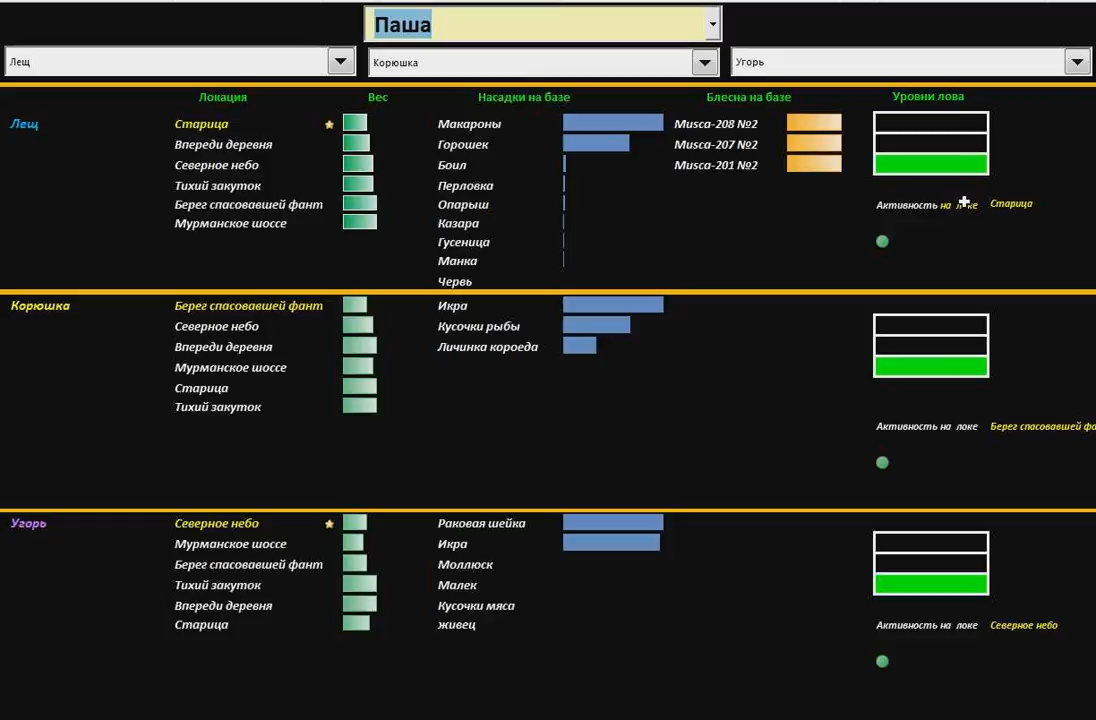 Паша
Лещ Корюшка Угорь
Локация Вес Насадки на базе Блесна на базе Уровни лова
Лещ Старица Макароны Musca-208 №2
Впереди деревня Горошек Musca-207 №2
Северное небо Боил Musca-201 №2
Тихий закуток Перловка
Берег спасовавшей фант Опарыш Активность на локе Старица
Мурманское шоссе Казара
Гусеница
Манка
Червь
Корюшка Берег спасовавшей фант Икра
Северное небо Кусочки рыбы
Впереди деревня Личинка короеда
Мурманское шоссе
Старица
Тихий закуток
Активность на локе Берег спасовавшей фа
Угорь Северное небо Раковая шейка
Мурманское шоссе Икра
Берег спасовавшей фант Моллюск
Тихий закуток Малек
Впереди деревня Кусочки мяса
Старица живец Активность на локе Северное небо